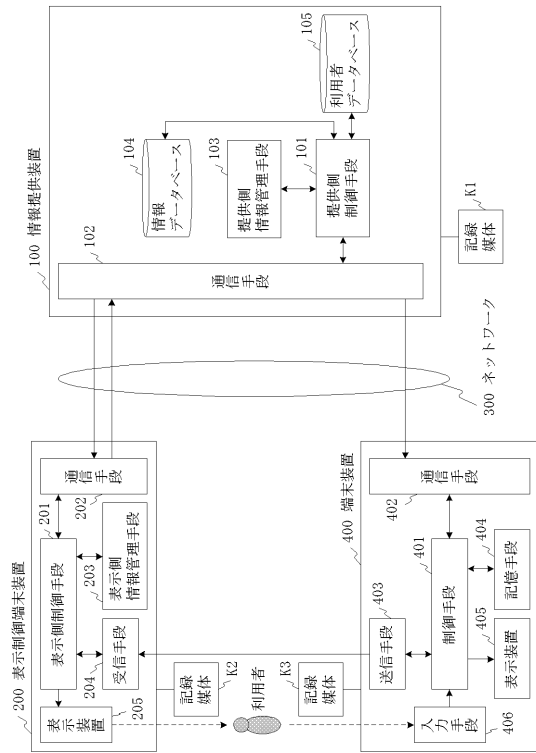 100 情報提供装置
102
通信手段
104
情報
データベース
103
提供側
情報管理手段
101
提供側
制御手段
105
利用者
データベース
記録
媒体
K1
300 ネットワーク
200 表示制御端末装置
201
表示側制御手段
通信手段
202
203
表示側
情報管理手段
204
受信手段
表示
装置
205
記録
媒体
K2
利用者
K3
記録
媒体
400 端末装置
通信手段
402
401
制御手段
403
送信手段
404
記憶手段
405
表示装置
入力
手段
406